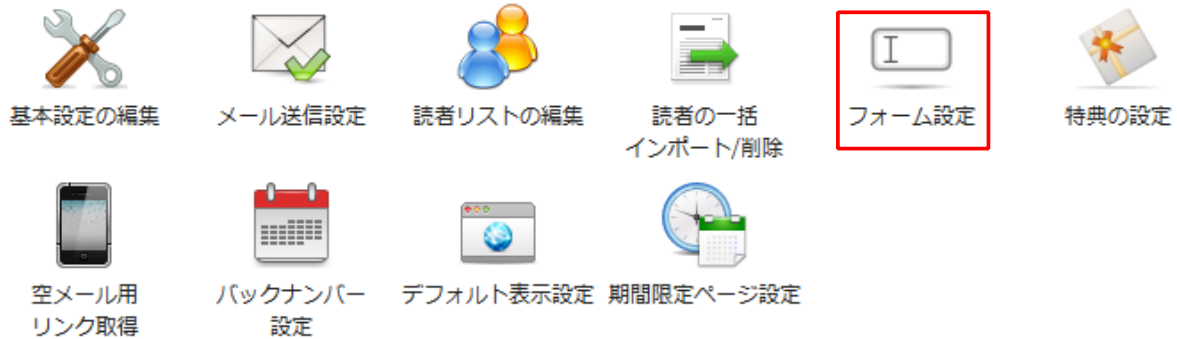 基本設定の編集
メール送信設定
読者リストの編集
読者の一括
インポート/削除
フォーム設定
特典の設定
空メール用
リンク取得
バックナンバー
設定
デフォルト表示設定
期間限定ページ設定